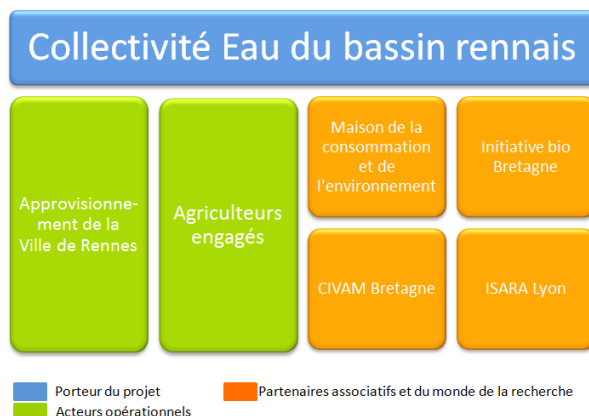 Collectivité Eau du bassin rennais
Approvisionne-
ment de la
Ville de Rennes
Agriculteurs
engagés
Maison de la
consommation
et de
l'environnement
Initiative bio
Bretagne
CIVAM Bretagne
ISARA Lyon
Porteur du projet
Partenaires associatifs et du monde de la recherche
Acteurs opérationnels